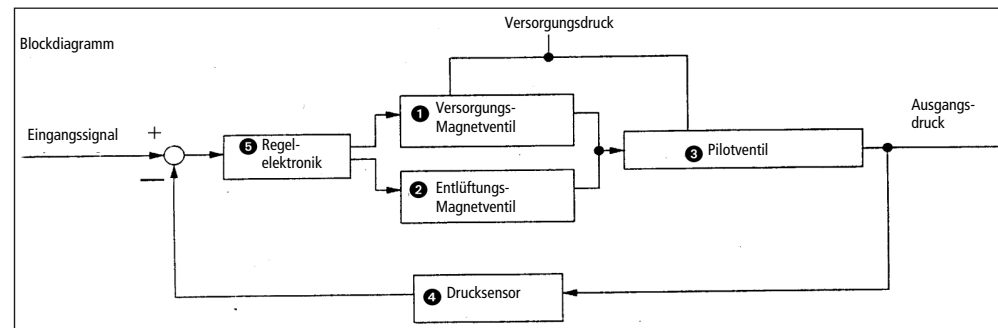 Versorgungsdruck
Blockdiagramm
Eingangssignal
+
—
❺ Regel-
elektronik
❶ Versorgungs-
Magnetventil
❷ Entlüftungs-
Magnetventil
❸ Pilotventil
Ausgangs-
druck
❹ Drucksensor